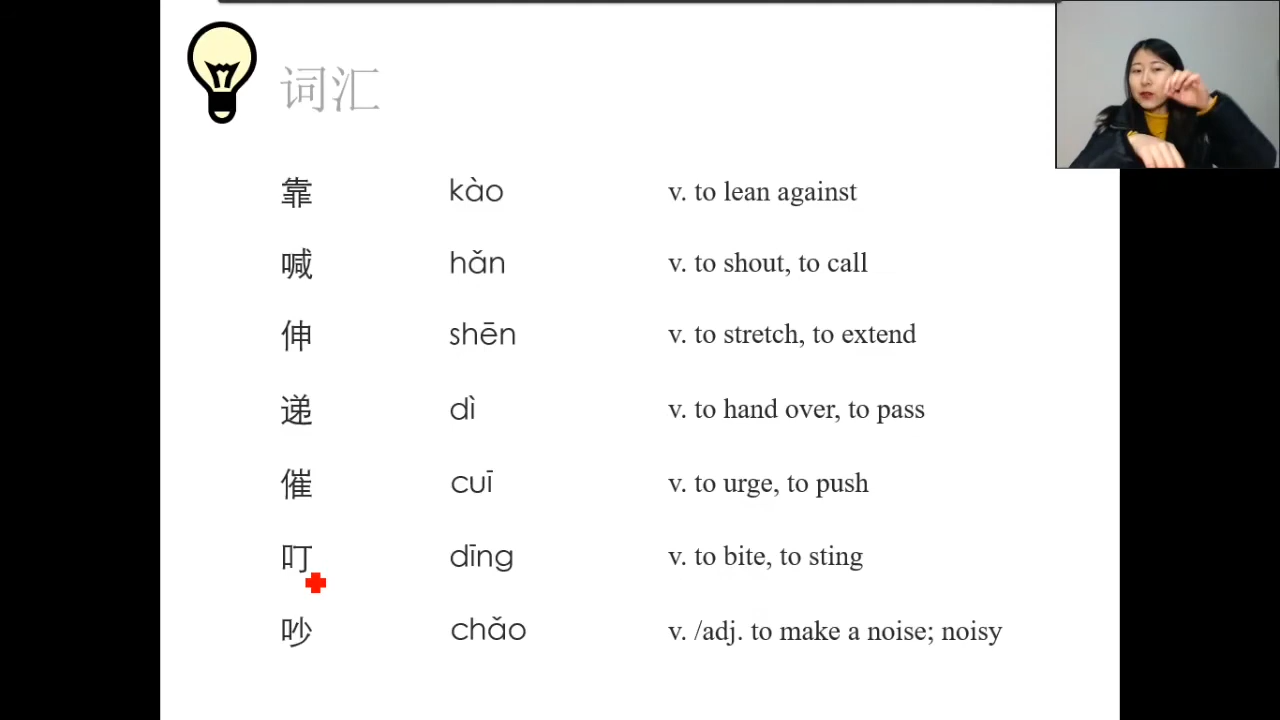 词汇
靠 kào v. to lean against
喊 hǎn v. to shout, to call
伸 shēn v. to stretch, to extend
递 dì v. to hand over, to pass
催 cuī v. to urge, to push
叮 dīng v. to bite, to sting
吵 chǎo v. /adj. to make a noise; noisy